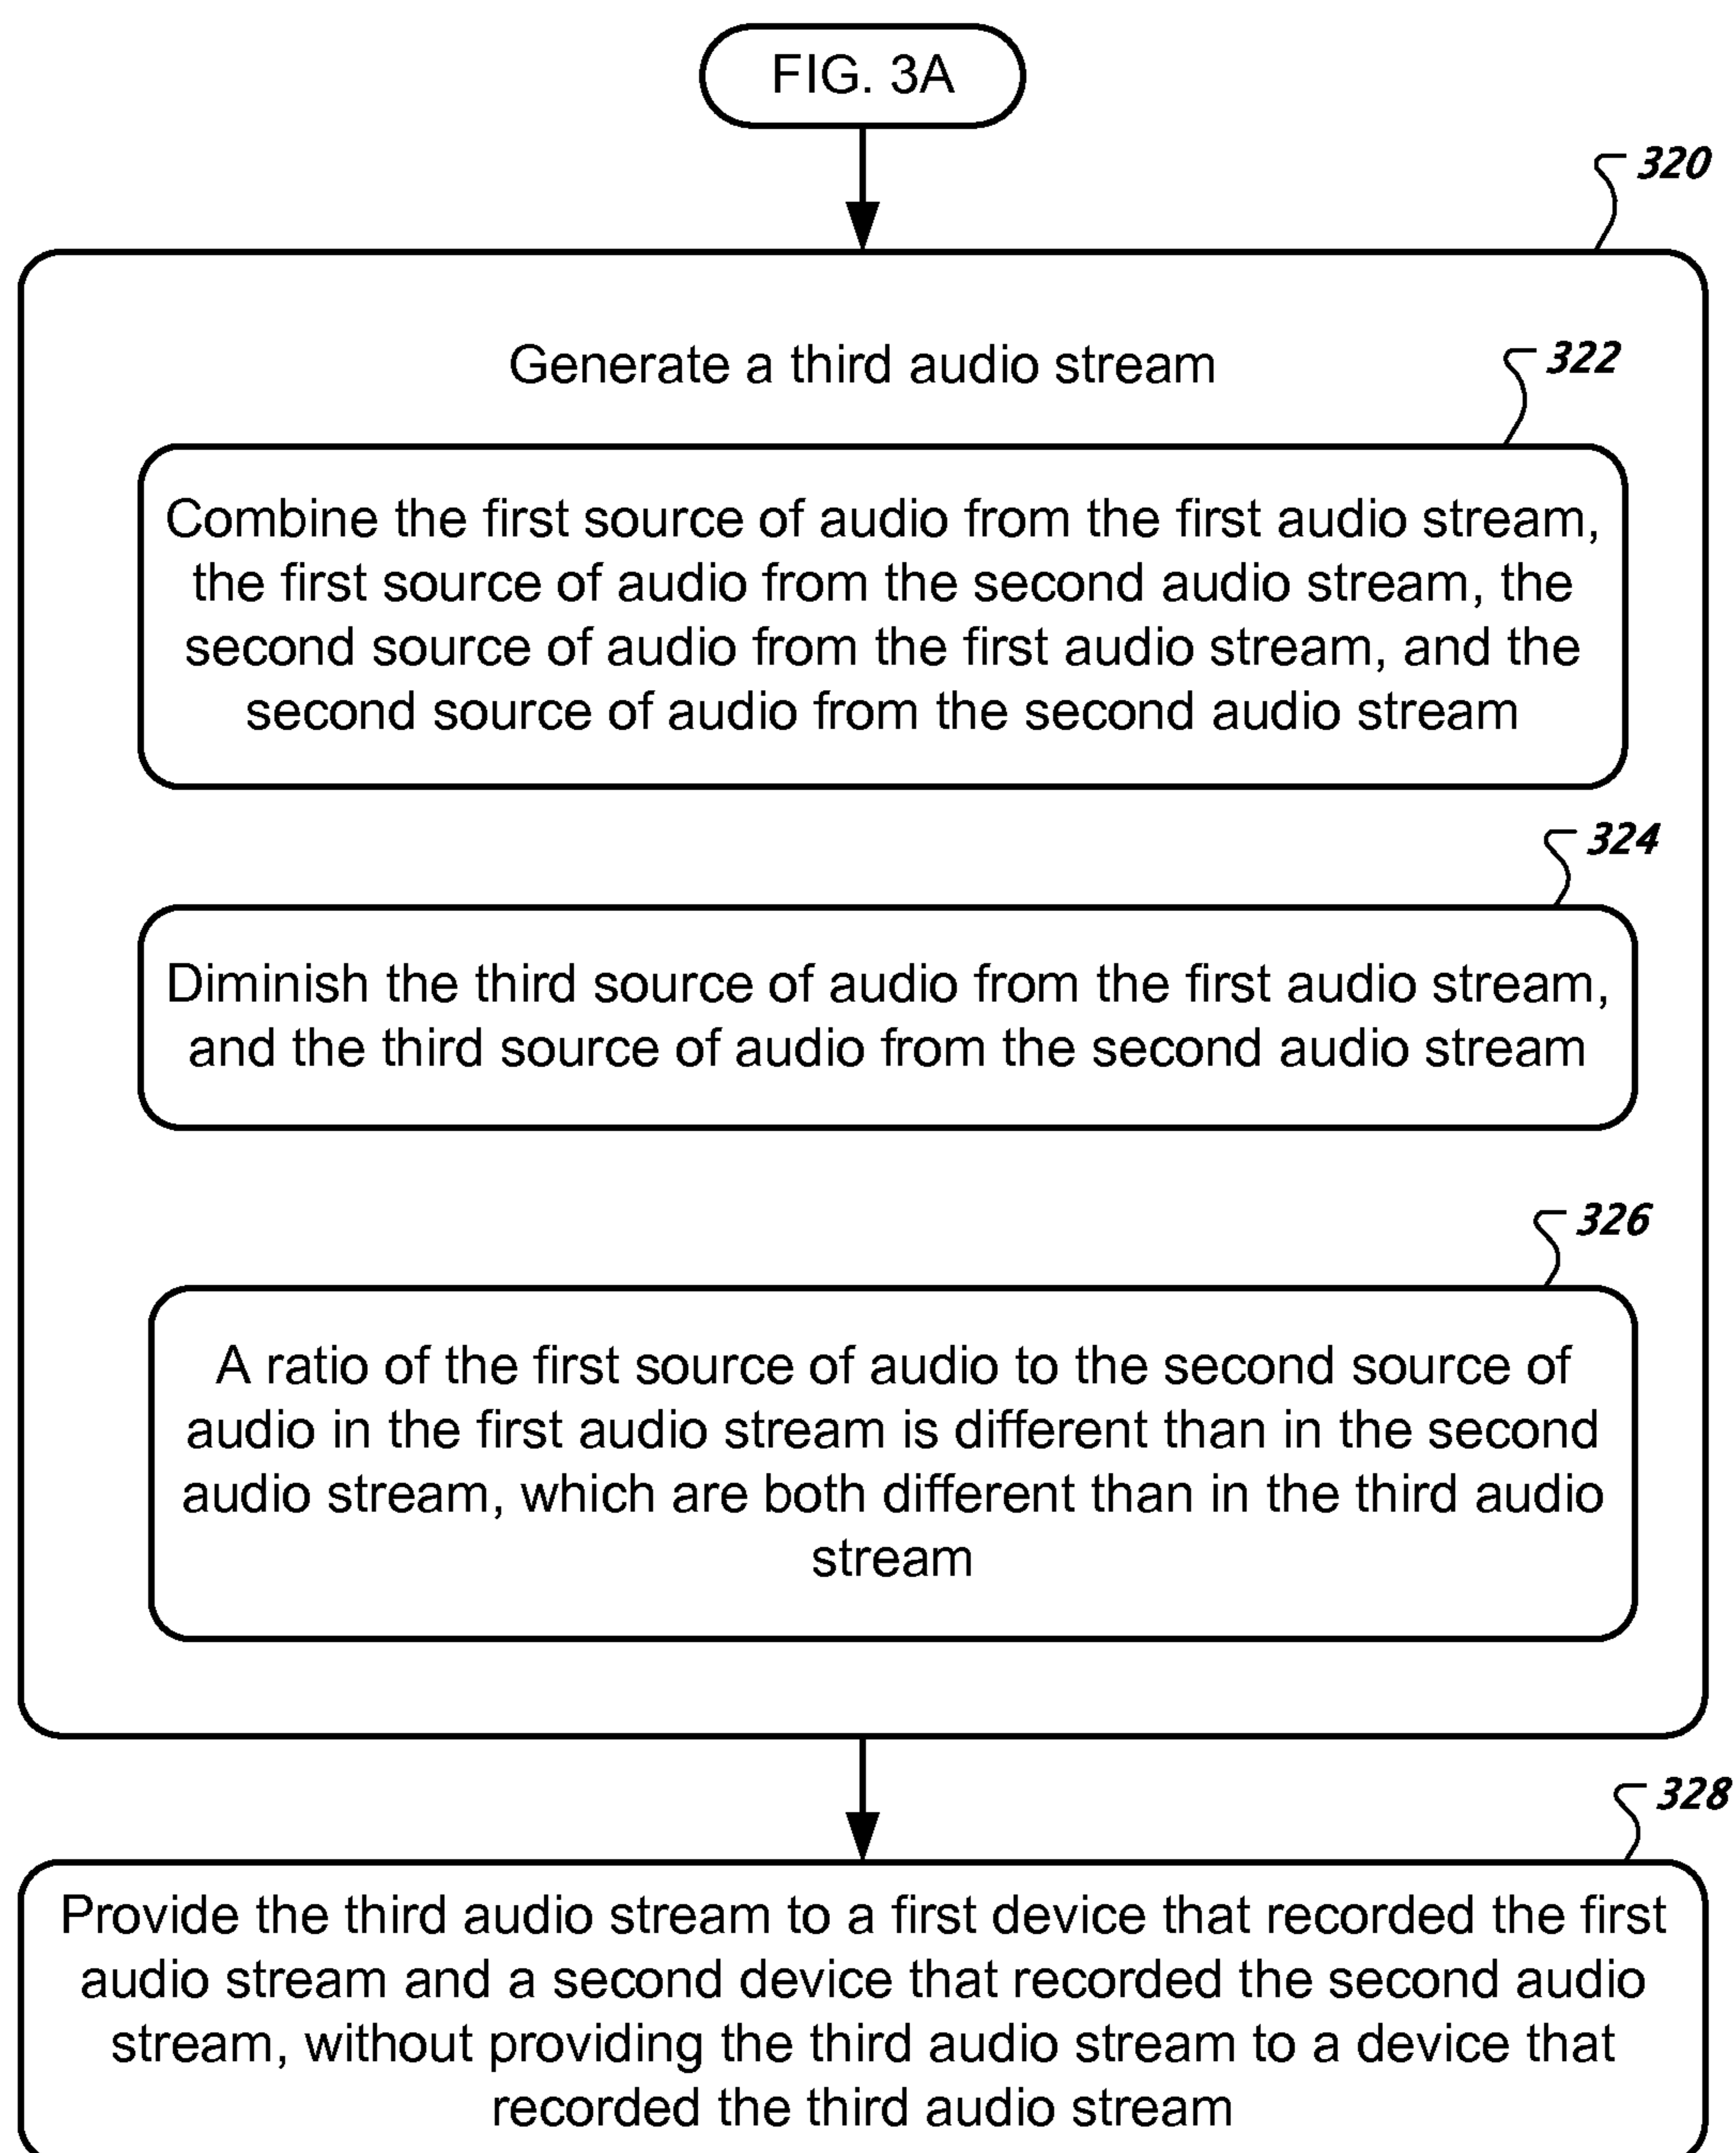 FIG. 3A
320
Generate a third audio stream
322
Combine the first source of audio from the first audio stream,
the first source of audio from the second audio stream, the
second source of audio from the first audio stream, and the
second source of audio from the second audio stream
324
Diminish the third source of audio from the first audio stream,
and the third source of audio from the second audio stream
326
A ratio of the first source of audio to the second source of
audio in the first audio stream is different than in the second
audio stream, which are both different than in the third audio
stream
328
Provide the third audio stream to a first device that recorded the first
audio stream and a second device that recorded the second audio
stream, without providing the third audio stream to a device that
recorded the third audio stream